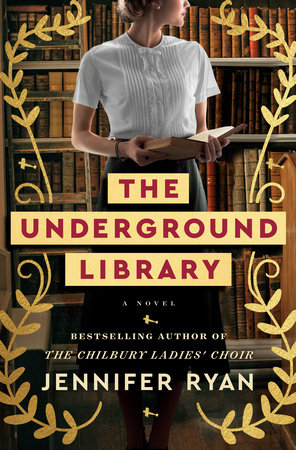 THE
UNDERGROUND
LIBRARY
A NOVEL
BESTSELLING AUTHOR OF
THE CHILBURY LADIES' CHOIR
JENNIFER RYAN